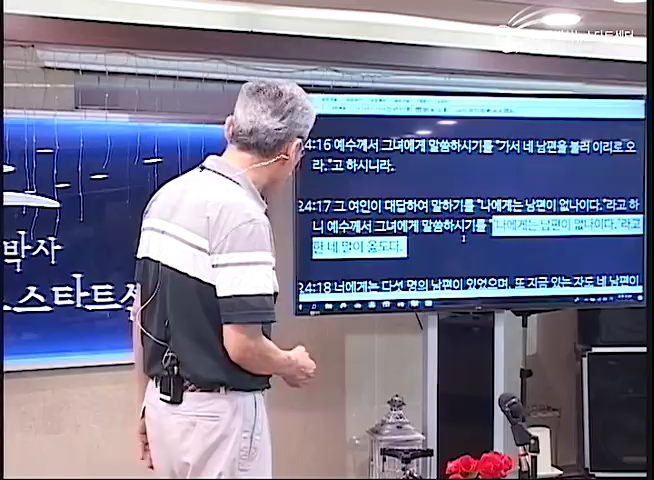 스타트센터
4:16 예수께서 그녀에게 말씀하시기를 "가서 네 남편을 불러 이리로 오
라."고 하시니라.
4:17 그 여인이 대답하여 말하기를 "나에게는 남편이 없나이다."라고 하
니 예수께서 그녀에게 말씀하시기를 "나에게는 남편이 없나이다."라고
한 네 말이 옳도다.
4:18 너에게는 다섯 명의 남편이 있었으며, 또 지금 있는 자도 네 남편이
박사
스타트센